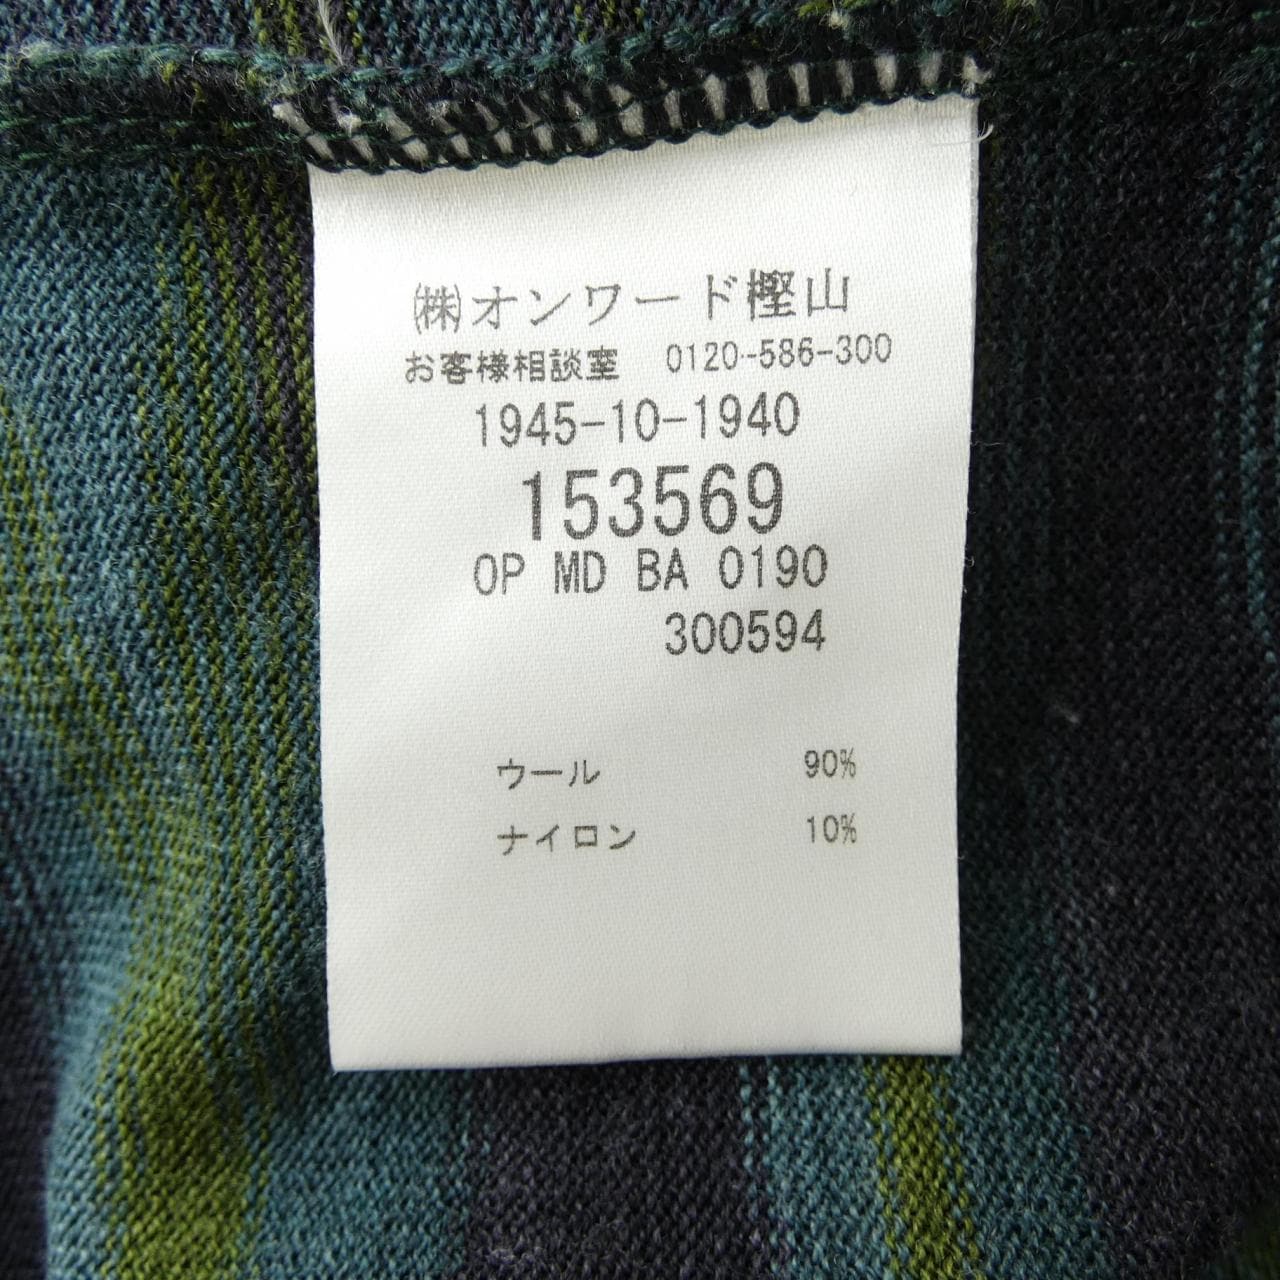 ㈱オンワード樫山
お客様相談室 0120-586-300
1945-10-1940
153569
OP MD BA 0190
300594
ウール 90%
ナイロン 10%